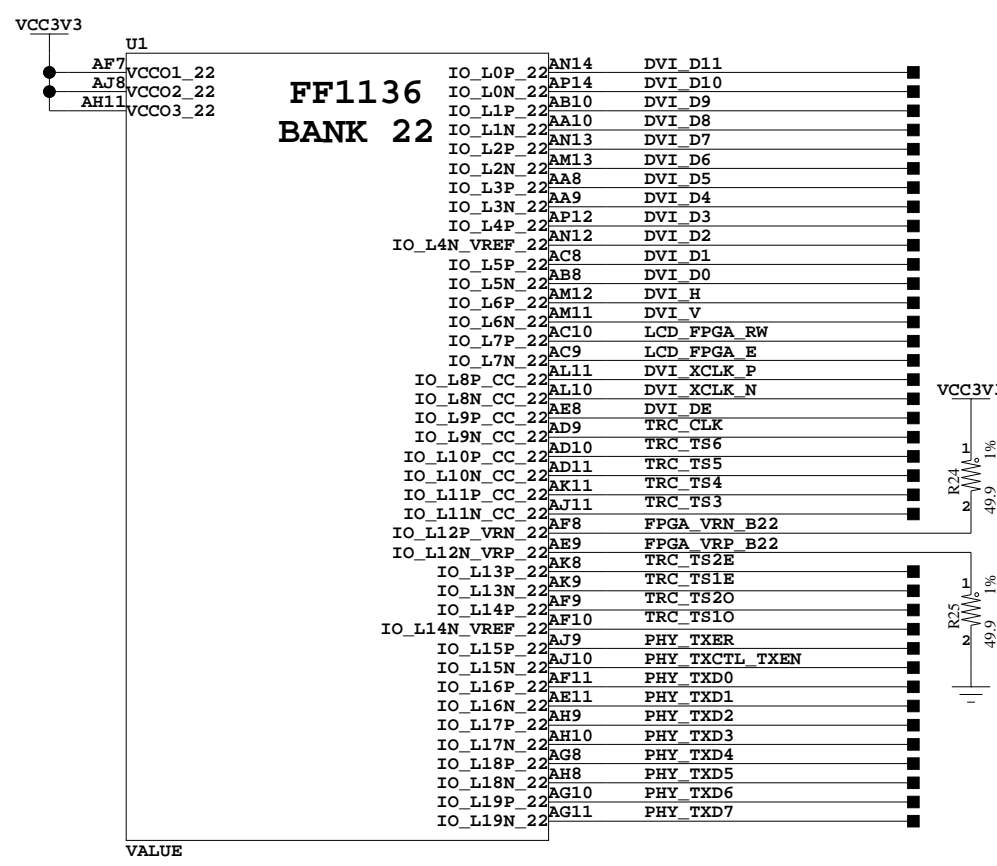 VCC3V3
U1
AF7 VCCO1_22
AJ8 VCCO2_22
AH11 VCCO3_22
FF1136
BANK 22
IO_L0P_22 AN14 DVI_D11
IO_L0N_22 AP14 DVI_D10
IO_L1P_22 AB10 DVI_D9
IO_L1N_22 AA10 DVI_D8
IO_L2P_22 AN13 DVI_D7
IO_L2N_22 AM13 DVI_D6
IO_L3P_22 AA8 DVI_D5
IO_L3N_22 AA9 DVI_D4
IO_L4P_22 AP12 DVI_D3
IO_L4N_VREF_22 AN12 DVI_D2
IO_L5P_22 AC8 DVI_D1
IO_L5N_22 AB8 DVI_D0
IO_L6P_22 AM12 DVI_H
IO_L6N_22 AM11 DVI_V
IO_L7P_22 AC10 LCD_FPGA_RW
IO_L7N_22 AC9 LCD_FPGA_E
IO_L8P_CC_22 AL11 DVI_XCLK_P
IO_L8N_CC_22 AL10 DVI_XCLK_N
IO_L9P_CC_22 AE8 DVI_DE
IO_L9N_CC_22 AD9 TRC_CLK
IO_L10P_CC_22 AD10 TRC_TS6
IO_L10N_CC_22 AD11 TRC_TS5
IO_L11P_CC_22 AK11 TRC_TS4
IO_L11N_CC_22 AJ11 TRC_TS3
IO_L12P_VRN_22 AF8 FPGA_VRN_B22
IO_L12N_VRP_22 AE9 FPGA_VRP_B22
IO_L13P_22 AK8 TRC_TS2E
IO_L13N_22 AK9 TRC_TS1E
IO_L14P_22 AF9 TRC_TS2O
IO_L14N_VREF_22 AF10 TRC_TS1O
IO_L15P_22 AJ9 PHY_TXER
IO_L15N_22 AJ10 PHY_TXCTL_TXEN
IO_L16P_22 AF11 PHY_TXD0
IO_L16N_22 AE11 PHY_TXD1
IO_L17P_22 AH9 PHY_TXD2
IO_L17N_22 AH10 PHY_TXD3
IO_L18P_22 AG8 PHY_TXD4
IO_L18N_22 AH8 PHY_TXD5
IO_L19P_22 AG10 PHY_TXD6
IO_L19N_22 AG11 PHY_TXD7
VCC3V3
1
R24
49.9
1%
2
1
R25
49.9
1%
2
VALUE